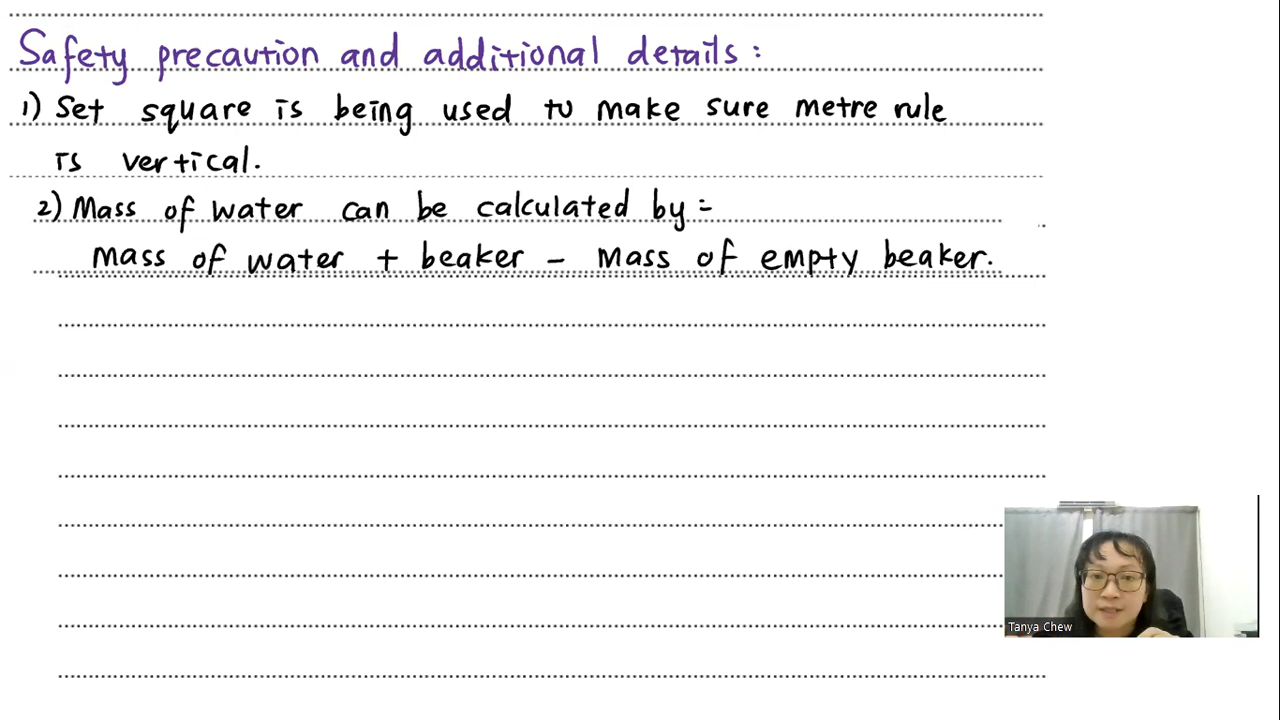 Safety precaution and additional details:
1) Set square is being used to make sure metre rule
is vertical.
2) Mass of water can be calculated by =
mass of water + beaker - mass of empty beaker.
Tanya Chew